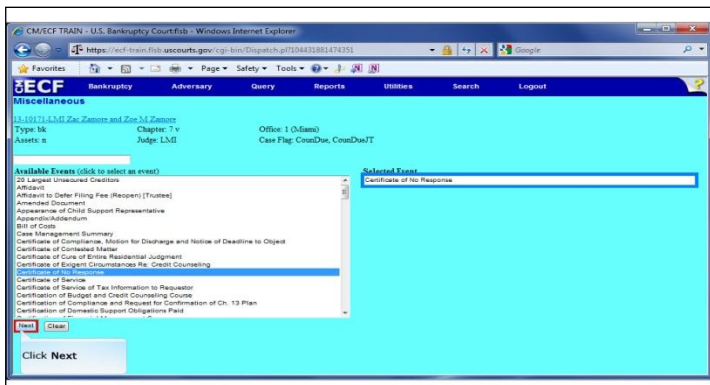 CM/ECF TRAIN - U.S. Bankruptcy Court:flsb - Windows Internet Explorer
https://ecf-train.flsb.uscourts.gov/cgi-bin/Dispatch.pl?104431881474351
Google
Favorites Page Safety Tools
CM ECF Bankruptcy Adversary Query Reports Utilities Search Logout ?
Miscellaneous
13-10171-LMI Zac Zamore and Zoe M Zamore
Type: bk Chapter: 7 v Office: 1 (Miami)
Assets: n Judge: LMI Case Flag: CounDue, CounDueJT
Available Events (click to select an event) Selected Event
20 Largest Unsecured Creditors Certificate of No Response
Affidavit
Affidavit to Defer Filing Fee (Reopen) [Trustee]
Amended Document
Appearance of Child Support Representative
Appendix/Addendum
Bill of Costs
Case Management Summary
Certificate of Compliance, Motion for Discharge and Notice of Deadline to Object
Certificate of Contested Matter
Certificate of Cure of Entire Residential Judgment
Certificate of Exigent Circumstances Re: Credit Counseling
Certificate of No Response
Certificate of Service
Certificate of Service of Tax Information to Requestor
Certification of Budget and Credit Counseling Course
Certification of Compliance and Request for Confirmation of Ch. 13 Plan
Certification of Domestic Support Obligations Paid
Next Clear
Click Next